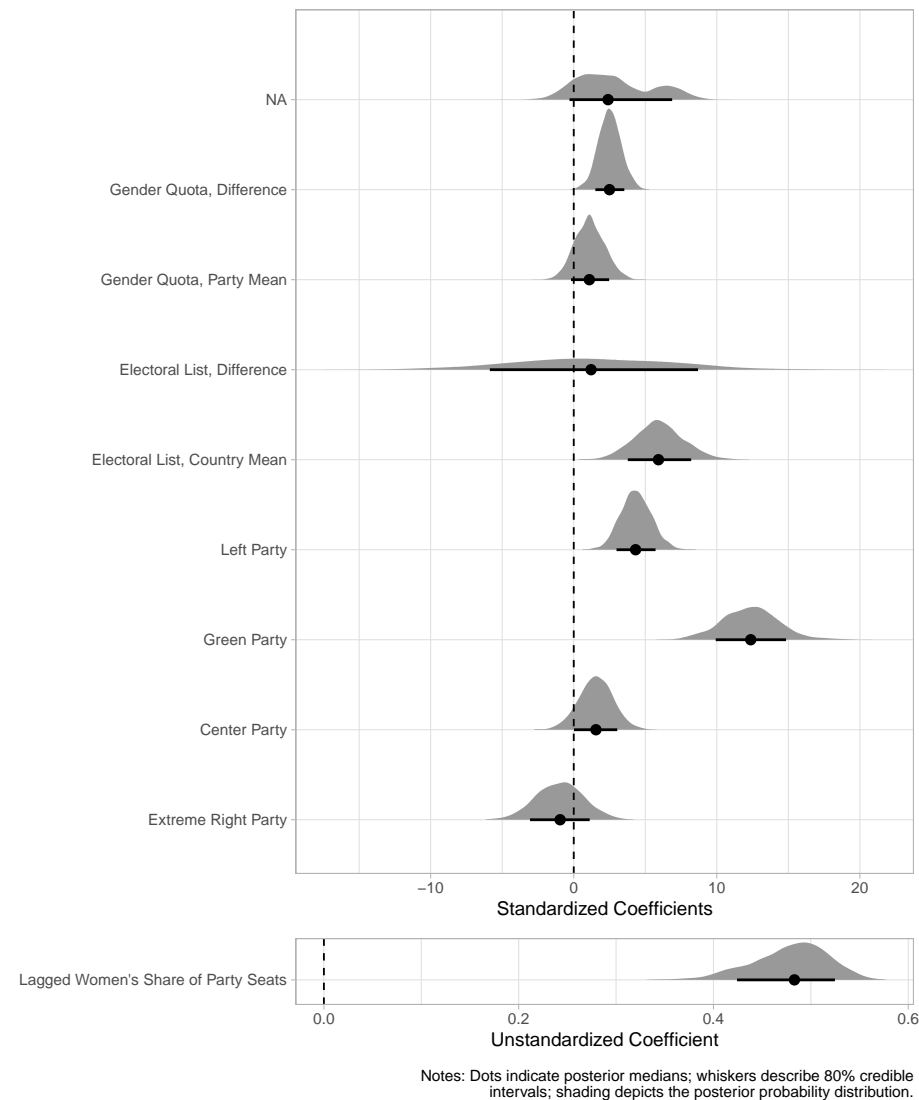 NA
Gender Quota, Difference
Gender Quota, Party Mean
Electoral List, Difference
Electoral List, Country Mean
Left Party
Green Party
Center Party
Extreme Right Party
−10 0 10 20
Standardized Coefficients
Lagged Women's Share of Party Seats
0.0 0.2 0.4 0.6
Unstandardized Coefficient
Notes: Dots indicate posterior medians; whiskers describe 80% credible
intervals; shading depicts the posterior probability distribution.